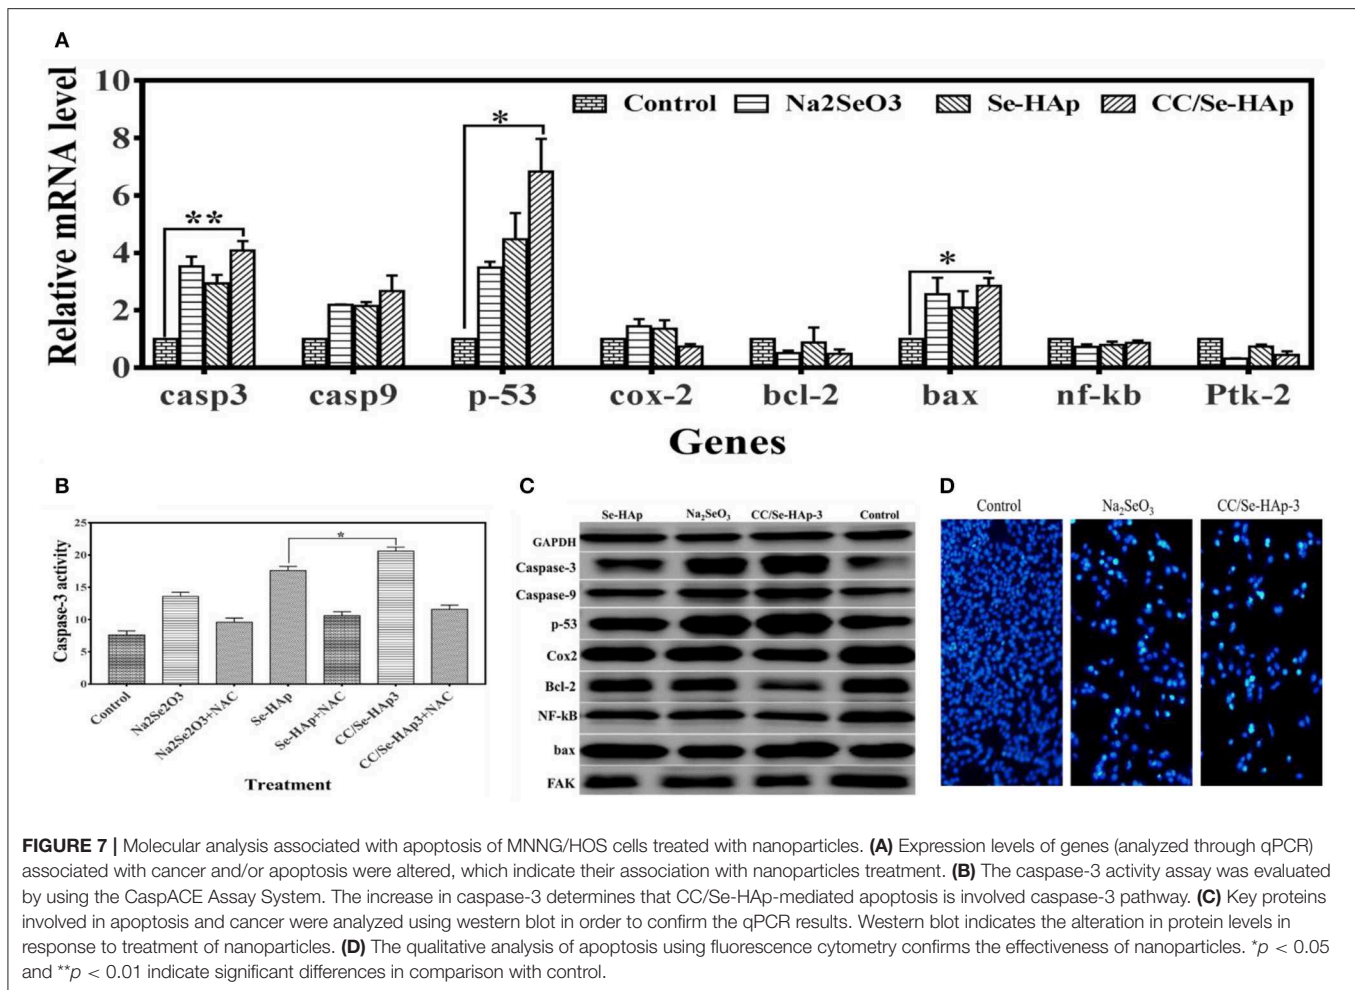 A
Relative mRNA level
10
8
6
4
2
0
Control Na2SeO3 Se-HAp CC/Se-HAp
**
*
*
casp3 casp9 p-53 cox-2 bcl-2 bax nf-kb Ptk-2
Genes
B
Caspase-3 activity
25
20
15
10
5
0
*
Control
Na2Se2O3
Na2Se2O3+NAC
Se-HAp
Se-HAp+NAC
CC/Se-HAp3
CC/Se-HAp3+NAC
Treatment
C
Se-HAp Na₂SeO₃ CC/Se-HAp-3 Control
GAPDH
Caspase-3
Caspase-9
p-53
Cox2
Bcl-2
NF-kB
bax
FAK
D
Control Na₂SeO₃ CC/Se-HAp-3
FIGURE 7 | Molecular analysis associated with apoptosis of MNNG/HOS cells treated with nanoparticles. (A) Expression levels of genes (analyzed through qPCR)
associated with cancer and/or apoptosis were altered, which indicate their association with nanoparticles treatment. (B) The caspase-3 activity assay was evaluated
by using the CaspACE Assay System. The increase in caspase-3 determines that CC/Se-HAp-mediated apoptosis is involved caspase-3 pathway. (C) Key proteins
involved in apoptosis and cancer were analyzed using western blot in order to confirm the qPCR results. Western blot indicates the alteration in protein levels in
response to treatment of nanoparticles. (D) The qualitative analysis of apoptosis using fluorescence cytometry confirms the effectiveness of nanoparticles. *p < 0.05
and **p < 0.01 indicate significant differences in comparison with control.